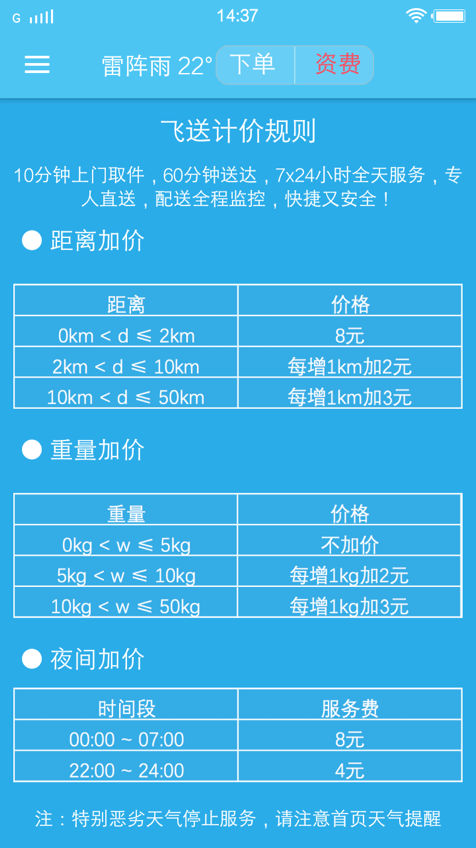 G 14:37
雷阵雨 22° 下单 资费
飞送计价规则
10分钟上门取件，60分钟送达，7x24小时全天服务，专
人直送，配送全程监控，快捷又安全！
距离加价
距离 价格
0km < d ≤ 2km 8元
2km < d ≤ 10km 每增1km加2元
10km < d ≤ 50km 每增1km加3元
重量加价
重量 价格
0kg < w ≤ 5kg 不加价
5kg < w ≤ 10kg 每增1kg加2元
10kg < w ≤ 50kg 每增1kg加3元
夜间加价
时间段 服务费
00:00 ~ 07:00 8元
22:00 ~ 24:00 4元
注：特别恶劣天气停止服务，请注意首页天气提醒